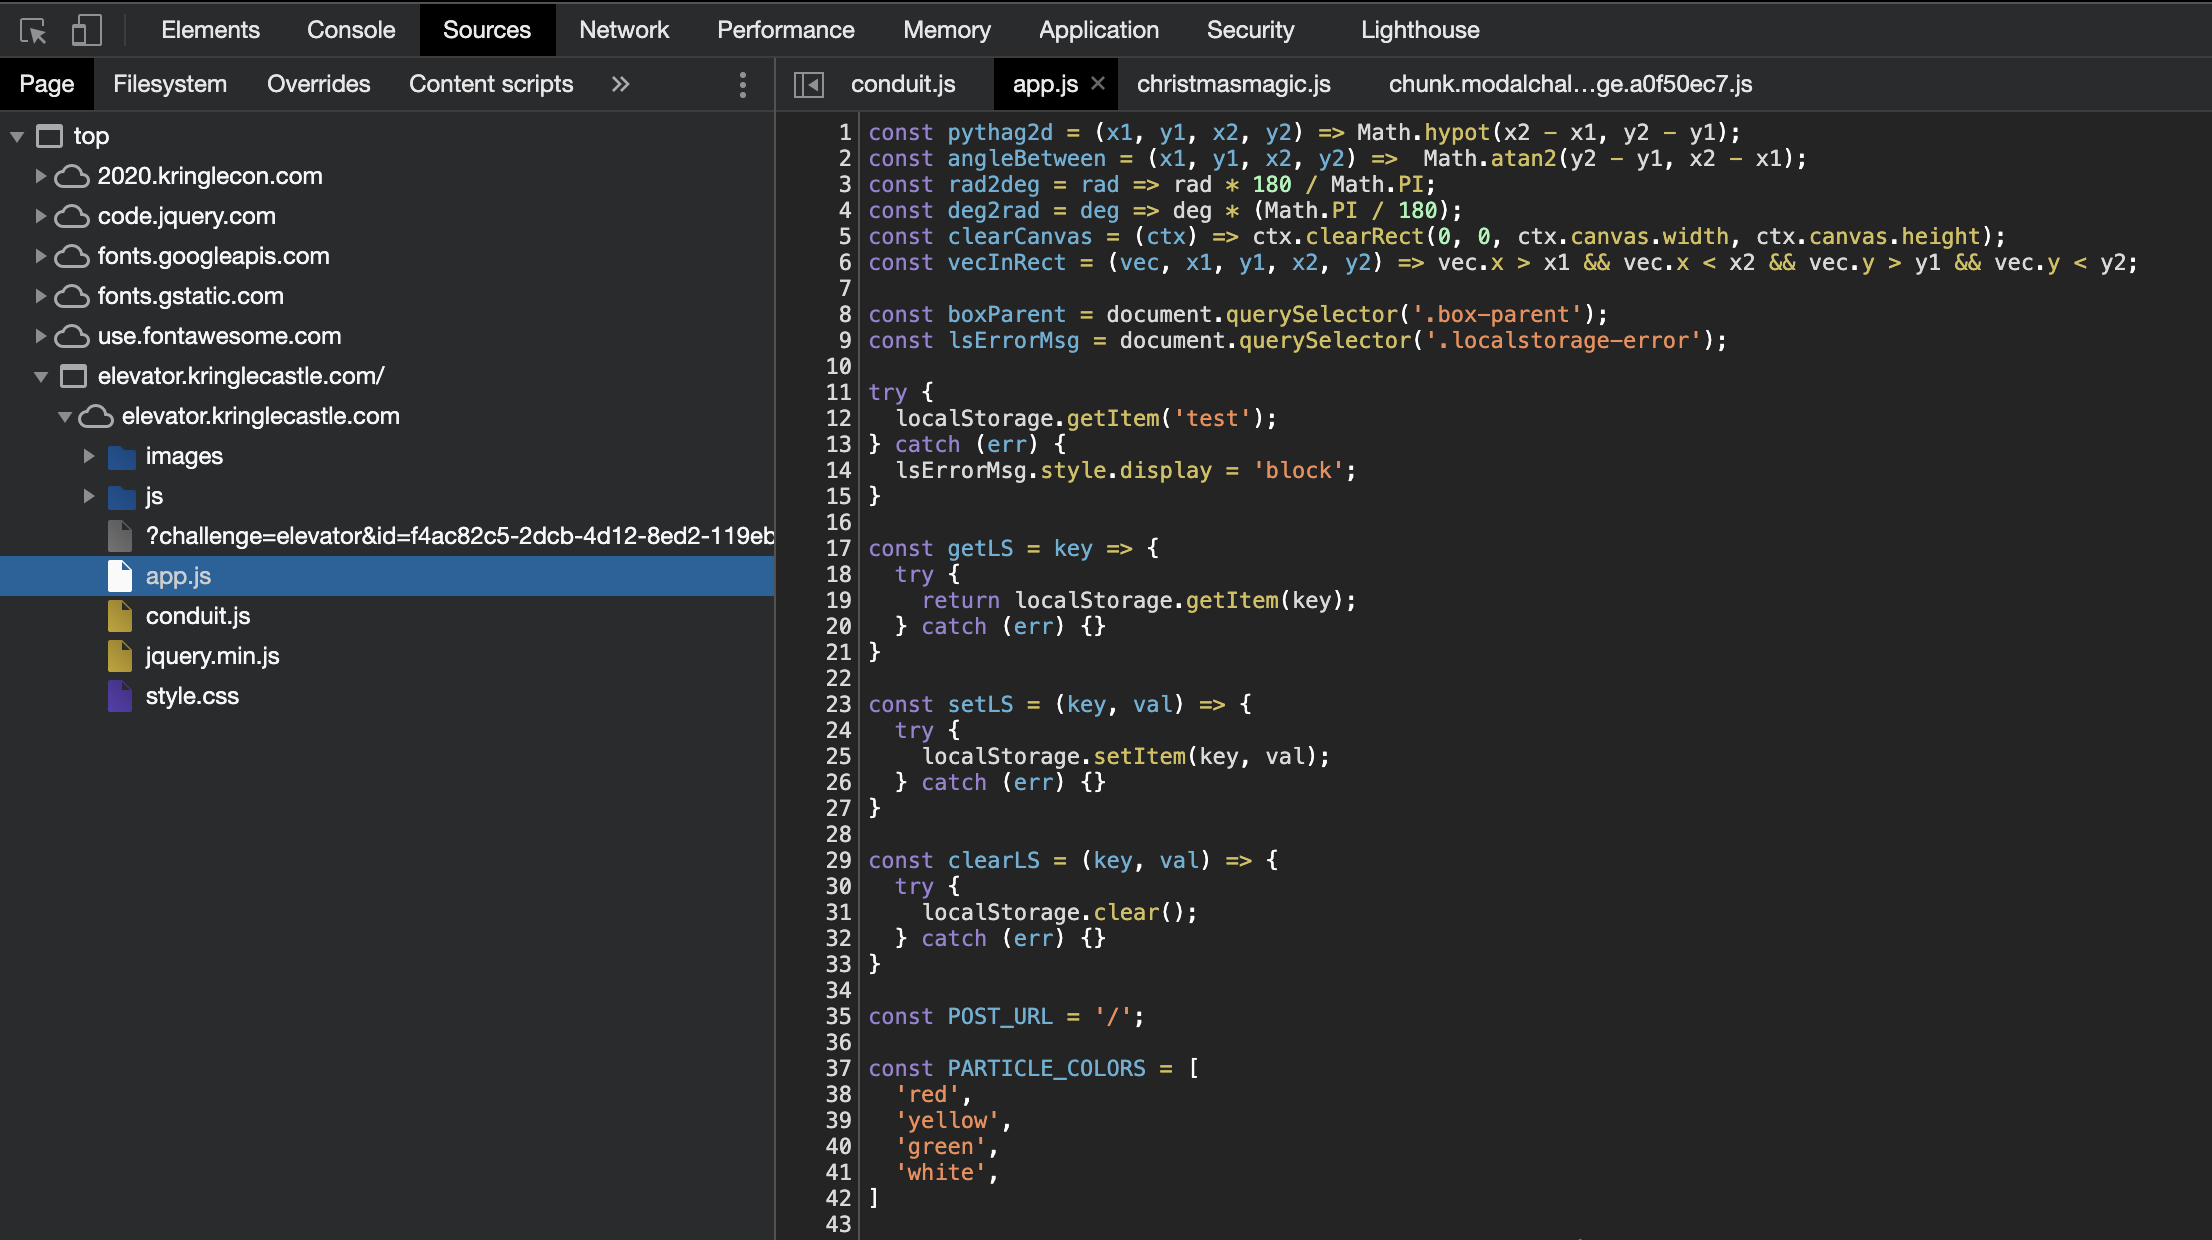 Elements Console Sources Network Performance Memory Application Security Lighthouse
Page Filesystem Overrides Content scripts »
conduit.js app.js × christmasmagic.js chunk.modalchal…ge.a0f50ec7.js
top
2020.kringlecon.com
code.jquery.com
fonts.googleapis.com
fonts.gstatic.com
use.fontawesome.com
elevator.kringlecastle.com/
elevator.kringlecastle.com
images
js
?challenge=elevator&id=f4ac82c5-2dcb-4d12-8ed2-119eb
app.js
conduit.js
jquery.min.js
style.css
1 const pythag2d = (x1, y1, x2, y2) => Math.hypot(x2 - x1, y2 - y1);
2 const angleBetween = (x1, y1, x2, y2) =>  Math.atan2(y2 - y1, x2 - x1);
3 const rad2deg = rad => rad * 180 / Math.PI;
4 const deg2rad = deg => deg * (Math.PI / 180);
5 const clearCanvas = (ctx) => ctx.clearRect(0, 0, ctx.canvas.width, ctx.canvas.height);
6 const vecInRect = (vec, x1, y1, x2, y2) => vec.x > x1 && vec.x < x2 && vec.y > y1 && vec.y < y2;
7
8 const boxParent = document.querySelector('.box-parent');
9 const lsErrorMsg = document.querySelector('.localstorage-error');
10
11 try {
12   localStorage.getItem('test');
13 } catch (err) {
14   lsErrorMsg.style.display = 'block';
15 }
16
17 const getLS = key => {
18   try {
19     return localStorage.getItem(key);
20   } catch (err) {}
21 }
22
23 const setLS = (key, val) => {
24   try {
25     localStorage.setItem(key, val);
26   } catch (err) {}
27 }
28
29 const clearLS = (key, val) => {
30   try {
31     localStorage.clear();
32   } catch (err) {}
33 }
34
35 const POST_URL = '/';
36
37 const PARTICLE_COLORS = [
38   'red',
39   'yellow',
40   'green',
41   'white',
42 ]
43